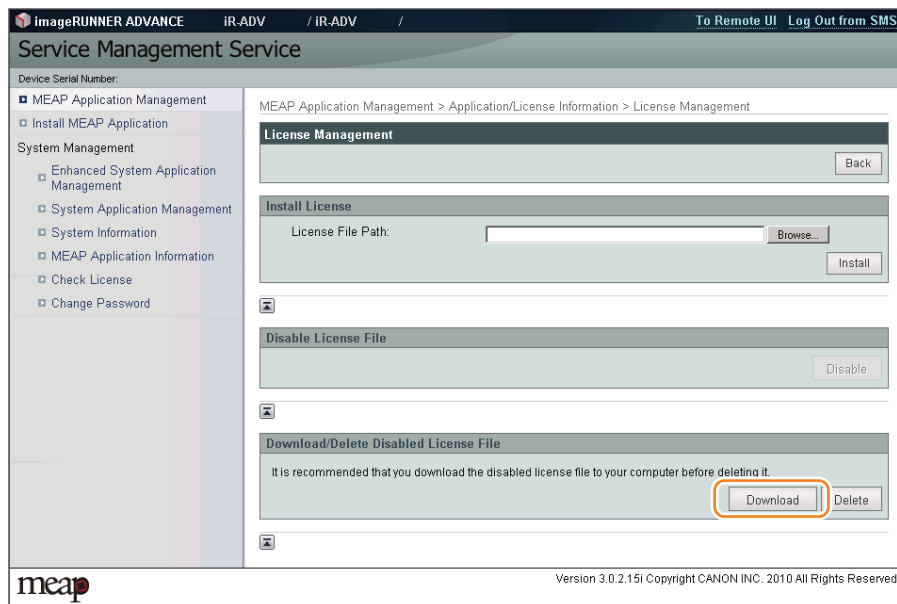 imageRUNNER ADVANCE iR-ADV / iR-ADV / To Remote UI Log Out from SMS
Service Management Service
Device Serial Number:
MEAP Application Management
Install MEAP Application
System Management
Enhanced System Application
Management
System Application Management
System Information
MEAP Application Information
Check License
Change Password
MEAP Application Management > Application/License Information > License Management
License Management
Back
Install License
License File Path: Browse...
Install
Disable License File
Disable
Download/Delete Disabled License File
It is recommended that you download the disabled license file to your computer before deleting it.
Download Delete
meap Version 3.0.2.15i Copyright CANON INC. 2010 All Rights Reserved